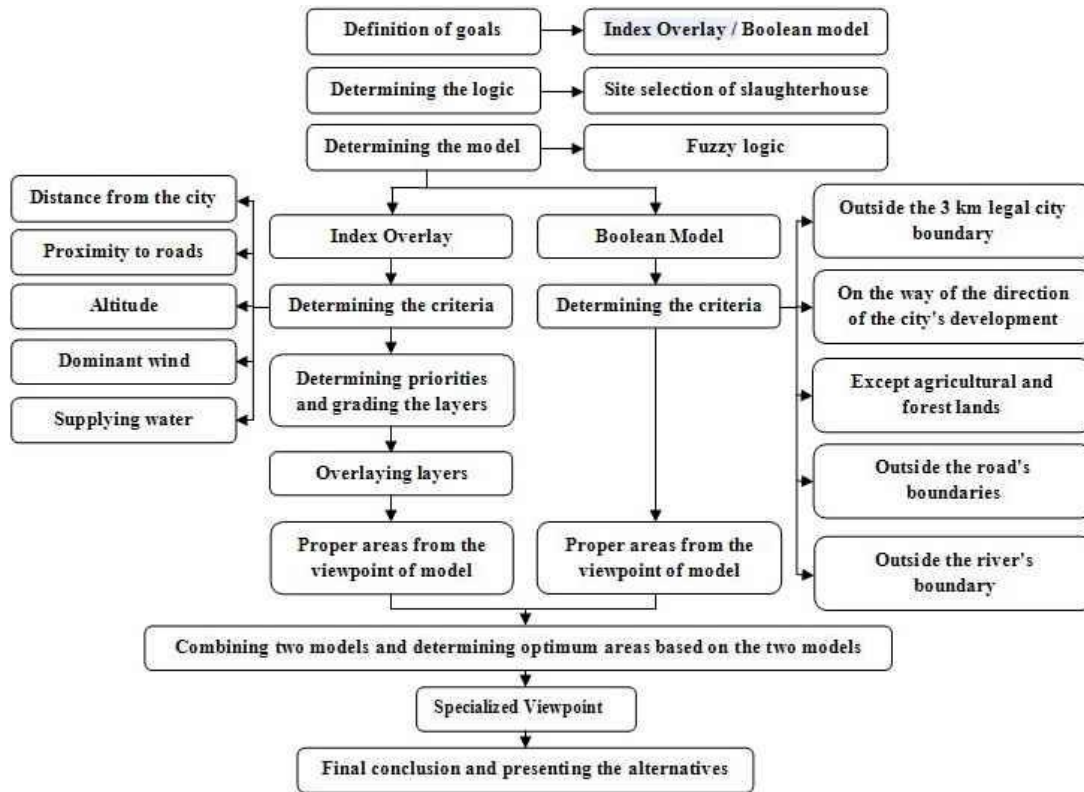 Definition of goals
Index Overlay / Boolean model
Determining the logic
Site selection of slaughterhouse
Determining the model
Fuzzy logic
Distance from the city
Proximity to roads
Altitude
Dominant wind
Supplying water
Index Overlay
Determining the criteria
Determining priorities
and grading the layers
Overlaying layers
Proper areas from the
viewpoint of model
Boolean Model
Determining the criteria
Proper areas from the
viewpoint of model
Outside the 3 km legal city
boundary
On the way of the direction
of the city's development
Except agricultural and
forest lands
Outside the road's
boundaries
Outside the river's
boundary
Combining two models and determining optimum areas based on the two models
Specialized Viewpoint
Final conclusion and presenting the alternatives